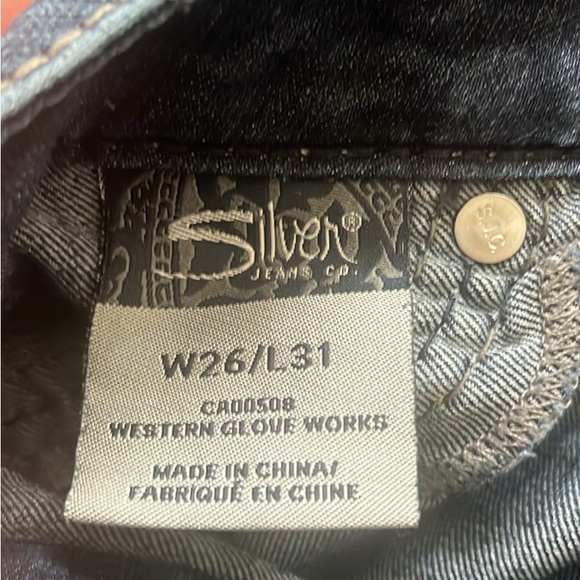 Silver®
JEANS CO.
S.J.C.
W26/L31
CA00508
WESTERN GLOVE WORKS
MADE IN CHINA/
FABRIQUÉ EN CHINE